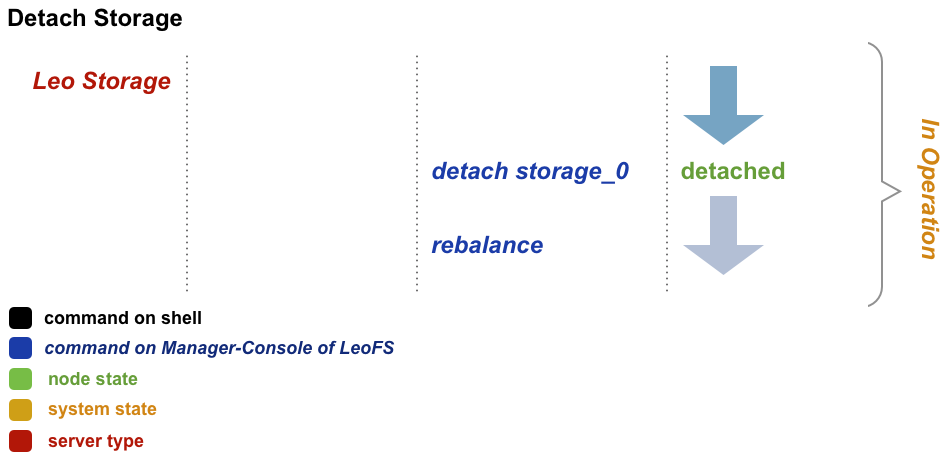 Detach Storage
Leo Storage
detach storage_0
detached
rebalance
In Operation
command on shell
command on Manager-Console of LeoFS
node state
system state
server type